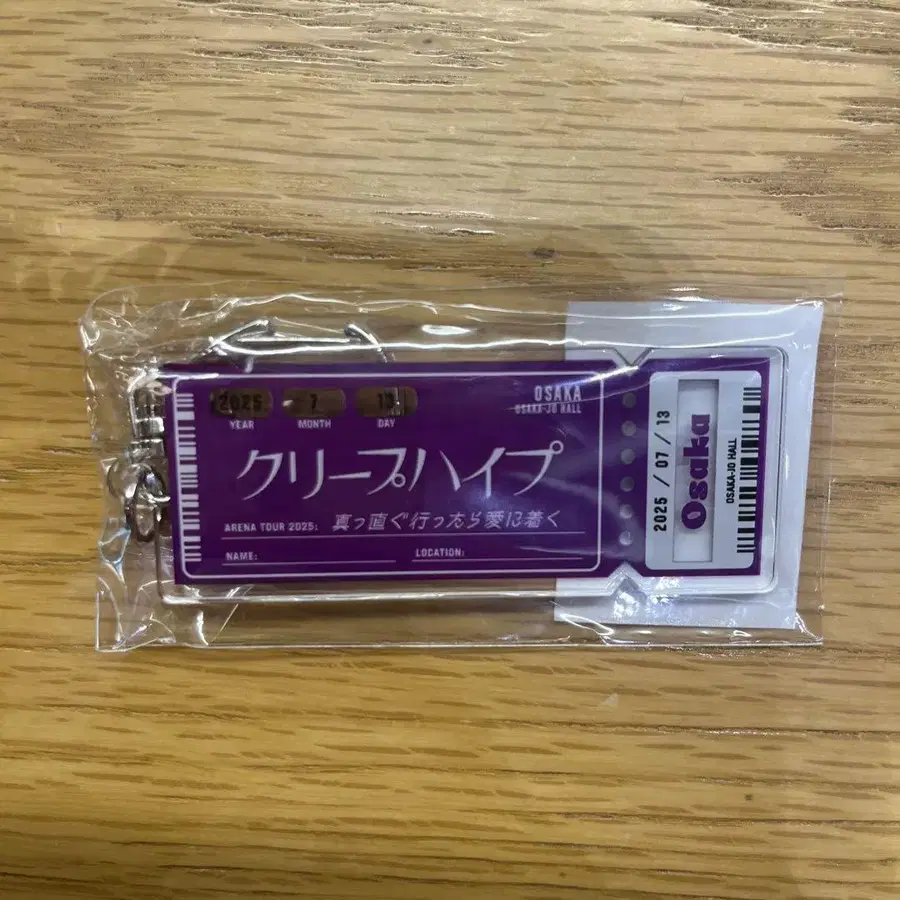 2025 7 13
YEAR MONTH DAY
OSAKA
OSAKA-JO HALL
クリープハイプ
ARENA TOUR 2025: 真っ直ぐ行ったら愛に着く
NAME: LOCATION:
2025 / 07 / 13
Osaka
OSAKA-JO HALL